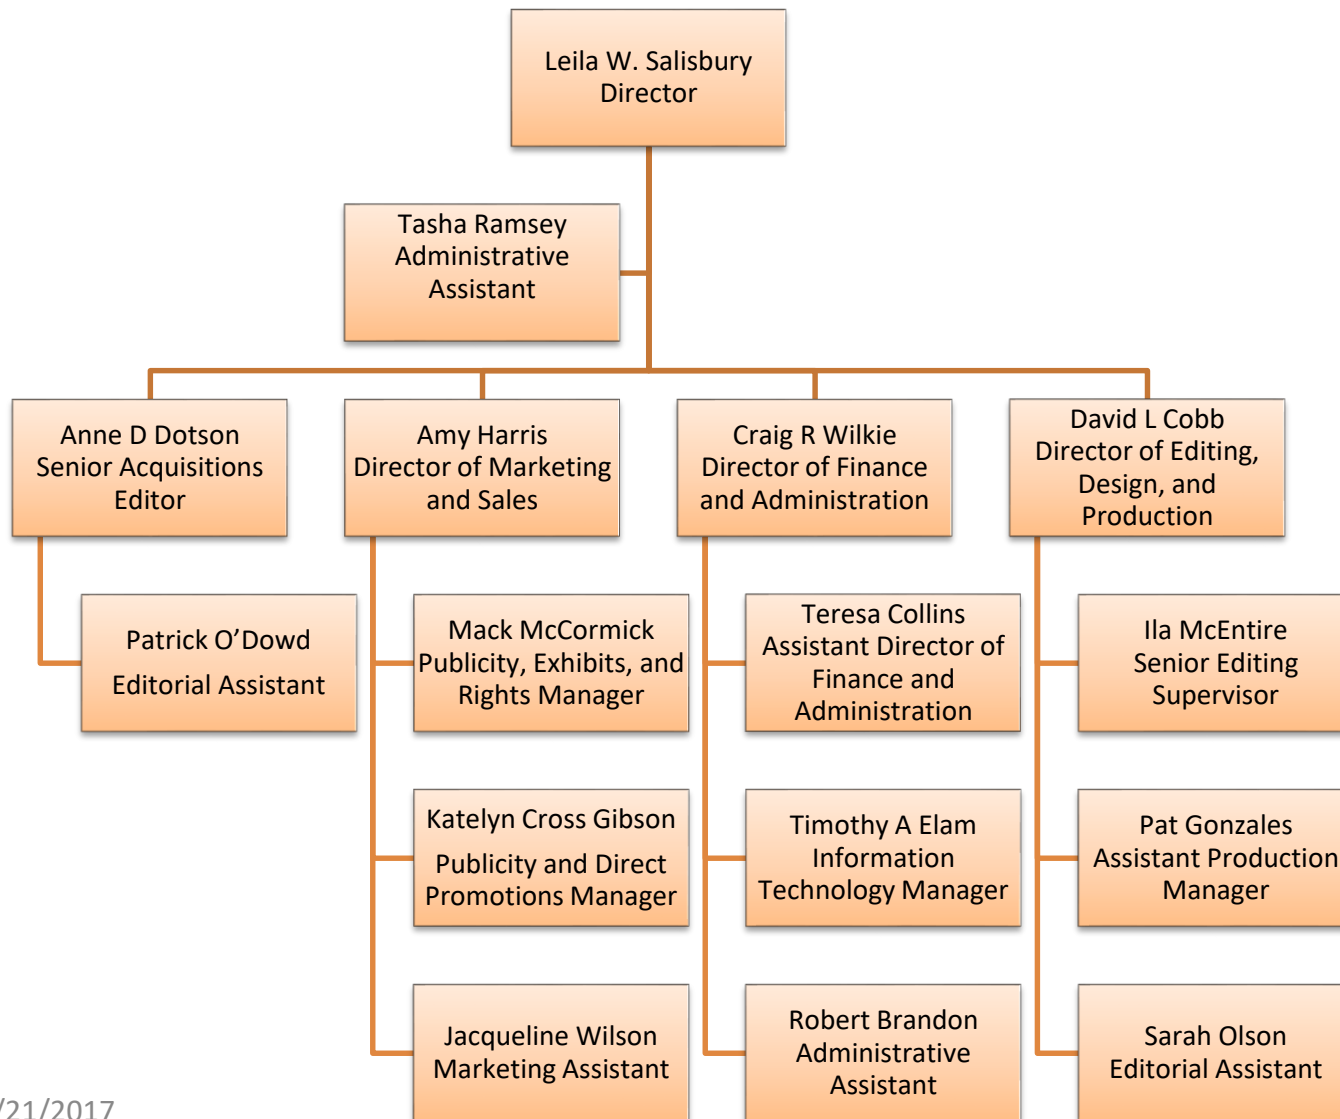 Leila W. Salisbury
Director
Tasha Ramsey
Administrative
Assistant
Anne D Dotson
Senior Acquisitions
Editor
Amy Harris
Director of Marketing
and Sales
Craig R Wilkie
Director of Finance
and Administration
David L Cobb
Director of Editing,
Design, and
Production
Patrick O’Dowd
Editorial Assistant
Mack McCormick
Publicity, Exhibits, and
Rights Manager
Teresa Collins
Assistant Director of
Finance and
Administration
Ila McEntire
Senior Editing
Supervisor
Katelyn Cross Gibson
Publicity and Direct
Promotions Manager
Timothy A Elam
Information
Technology Manager
Pat Gonzales
Assistant Production
Manager
Jacqueline Wilson
Marketing Assistant
Robert Brandon
Administrative
Assistant
Sarah Olson
Editorial Assistant
/21/2017